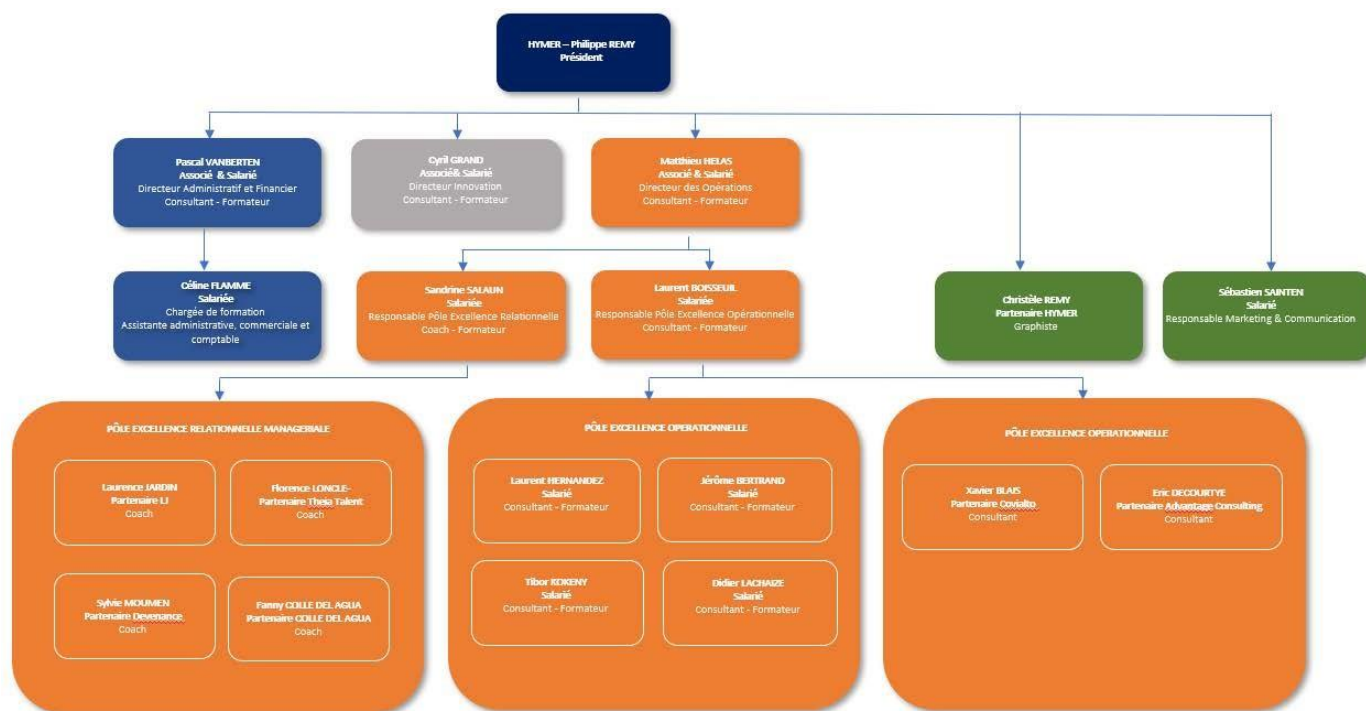 HYMER – Philippe REMY
Président
Pascal VANBERTEN
Associé & Salarié
Directeur Administratif et Financier
Consultant - Formateur
Cyril GRAND
Associé& Salarié
Directeur Innovation
Consultant - Formateur
Matthieu HELAS
Associé & Salarié
Directeur des Opérations
Consultant - Formateur
Céline FLAMME
Salariée
Chargée de formation
Assistante administrative, commerciale et
comptable
Sandrine SALAUN
Salariée
Responsable Pôle Excellence Relationnelle
Coach - Formateur
Laurent BOISSEUIL
Salariée
Responsable Pôle Excellence Opérationnelle
Consultant - Formateur
Christèle REMY
Partenaire HYMER
Graphiste
Sébastien SAINTEN
Salarié
Responsable Marketing & Communication
PÔLE EXCELLENCE RELATIONNELLE MANAGERIALE
Laurence JARDIN
Partenaire LJ
Coach
Florence LONCLE-
Partenaire Theia Talent
Coach
Sylvie MOUMEN
Partenaire Devenance
Coach
Fanny COLLE DEL AGUA
Partenaire COLLE DEL AGUA
Coach
PÔLE EXCELLENCE OPERATIONNELLE
Laurent HERNANDEZ
Salarié
Consultant - Formateur
Jérôme BERTRAND
Salarié
Consultant - Formateur
Tibor KOKENY
Salarié
Consultant - Formateur
Didier LACHAIZE
Salarié
Consultant - Formateur
PÔLE EXCELLENCE OPERATIONNELLE
Xavier BLAIS
Partenaire Covialto
Consultant
Eric DECOURTYE
Partenaire Advantage Consulting
Consultant